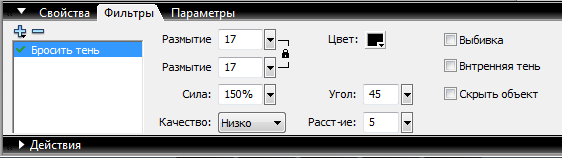 Свойства Фильтры Параметры
Бросить тень
Размытие 17 Цвет: Выбивка
Размытие 17 Внтренняя тень
Сила: 150% Угол: 45 Скрыть объект
Качество: Низко Расст-ие: 5
Действия